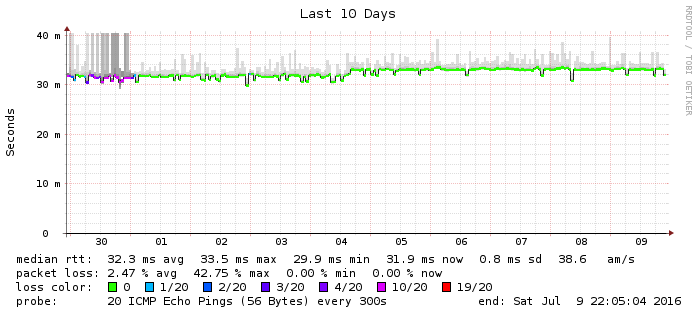 Last 10 Days
RRDTOOL / TOBI OETIKER
Seconds
40 m
30 m
20 m
10 m
0
30 01 02 03 04 05 06 07 08 09
median rtt: 32.3 ms avg 33.5 ms max 29.9 ms min 31.9 ms now 0.8 ms sd 38.6 am/s
packet loss: 2.47 % avg 42.75 % max 0.00 % min 0.00 % now
loss color: 0 1/20 2/20 3/20 4/20 10/20 19/20
probe: 20 ICMP Echo Pings (56 Bytes) every 300s end: Sat Jul 9 22:05:04 2016